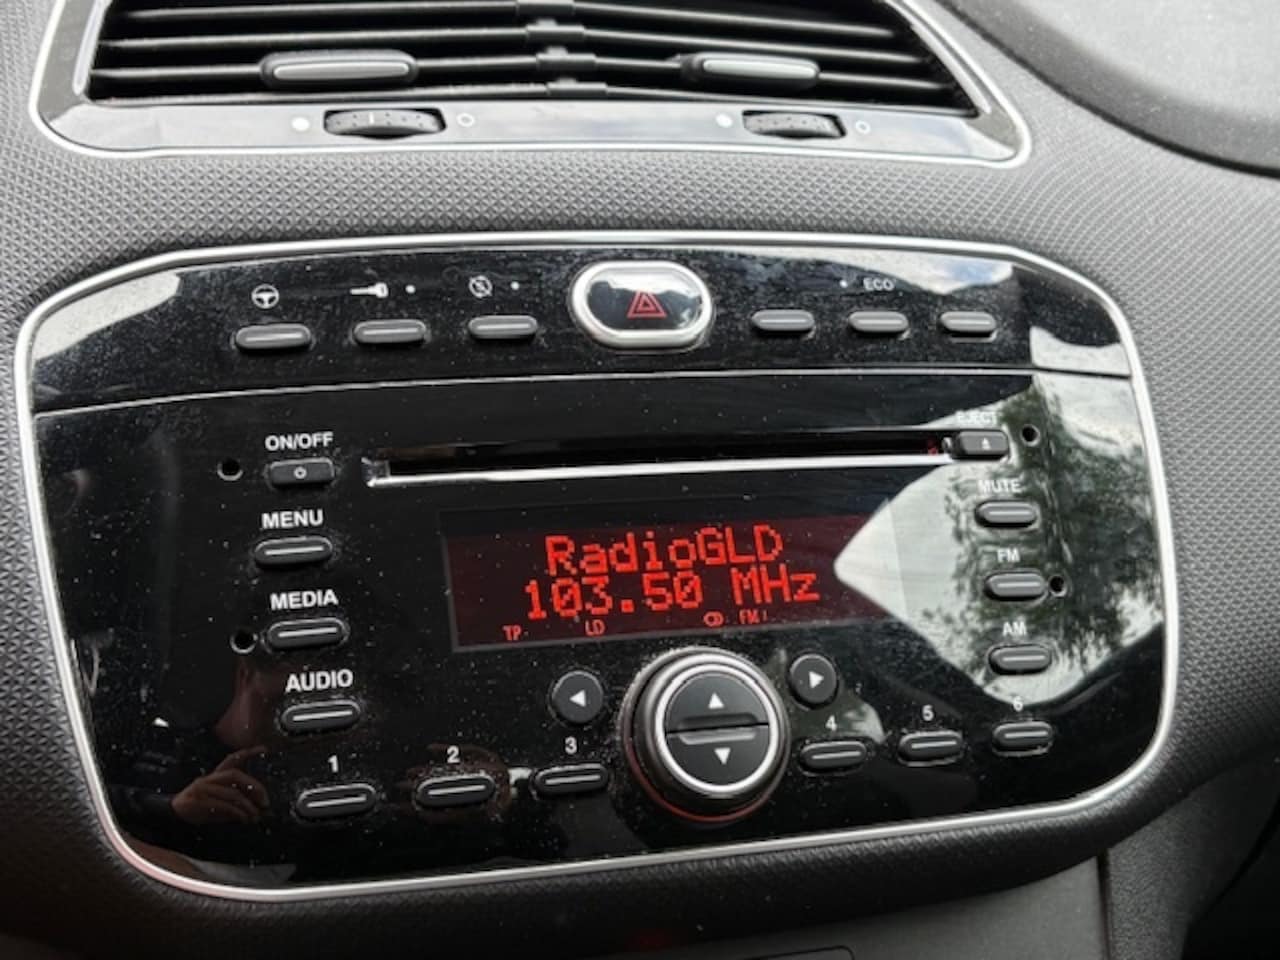 ECO
EJECT
ON/OFF
MUTE
MENU
FM
MEDIA
AM
AUDIO
RadioGLD
103.50 MHz
TP LD FM1
1 2 3 4 5 6